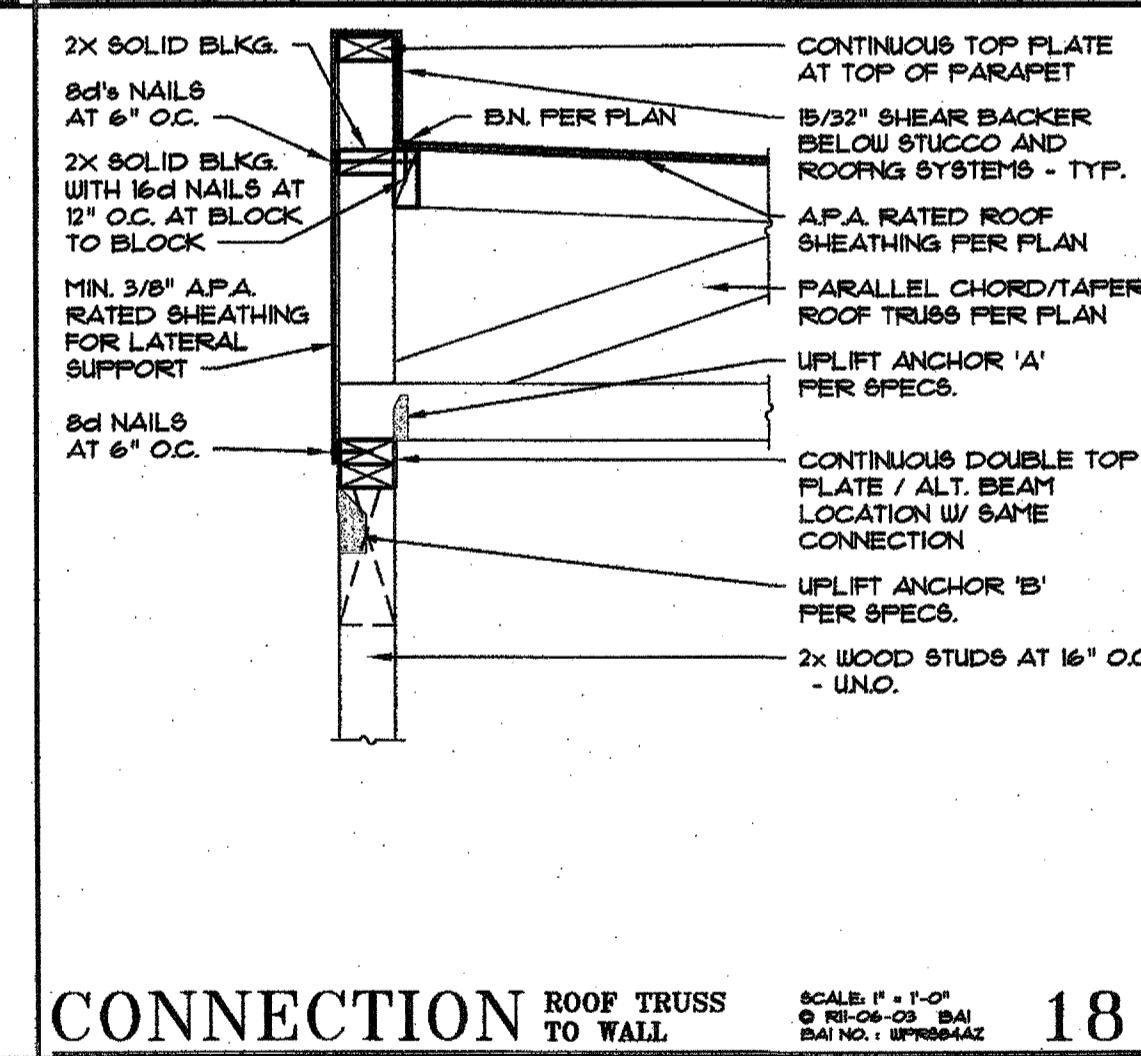 2X SOLID BLKG.
8d's NAILS
AT 6" O.C.
2X SOLID BLKG.
WITH 16d NAILS AT
12" O.C. AT BLOCK
TO BLOCK
MIN. 3/8" A.P.A.
RATED SHEATHING
FOR LATERAL
SUPPORT
8d NAILS
AT 6" O.C.
B.N. PER PLAN
CONTINUOUS TOP PLATE
AT TOP OF PARAPET
15/32" SHEAR BACKER
BELOW STUCCO AND
ROOFNG SYSTEMS - TYP.
A.P.A. RATED ROOF
SHEATHING PER PLAN
PARALLEL CHORD/TAPER
ROOF TRUSS PER PLAN
UPLIFT ANCHOR 'A'
PER SPECS.
CONTINUOUS DOUBLE TOP
PLATE / ALT. BEAM
LOCATION W/ SAME
CONNECTION
UPLIFT ANCHOR 'B'
PER SPECS.
2x WOOD STUDS AT 16" O.C
- U.N.O.
CONNECTION
ROOF TRUSS
TO WALL
SCALE: 1" = 1'-0"
© R11-06-03 BAI
BAI NO. :
18